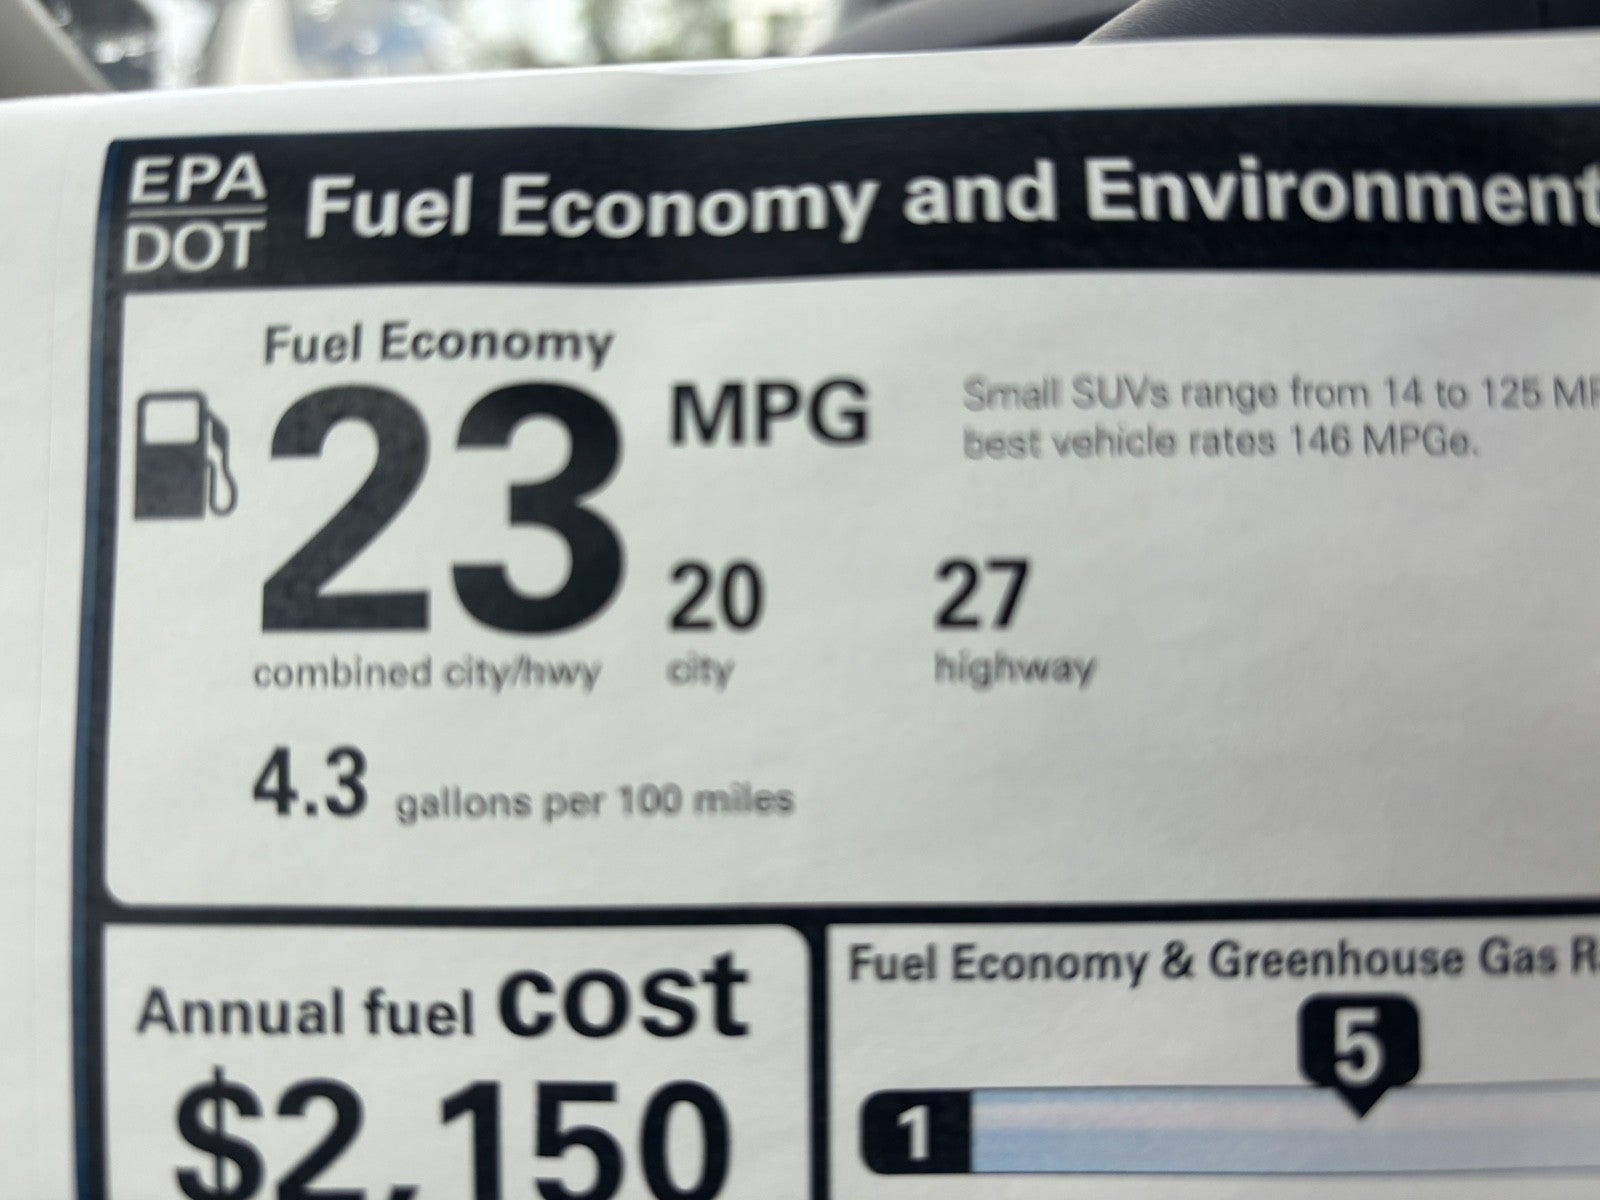 EPA
DOT
Fuel Economy and Environment
Fuel Economy
23 MPG
Small SUVs range from 14 to 125 MP
best vehicle rates 146 MPGe.
20
27
combined city/hwy
city
highway
4.3 gallons per 100 miles
Annual fuel cost
$2,150
Fuel Economy & Greenhouse Gas R
5
1